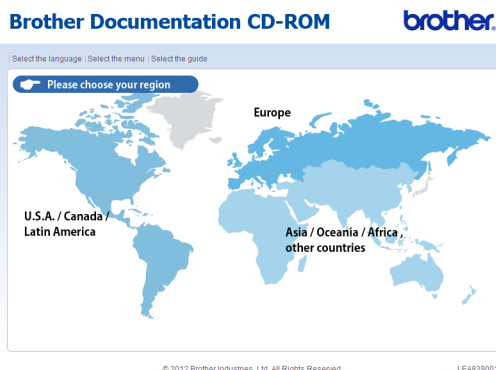 Brother Documentation CD-ROM
brother
| Select the language | Select the menu | Select the guide
Please choose your region
Europe
U.S.A. / Canada /
Latin America
Asia / Oceania / Africa ,
other countries
© 2012 Brother Industries, Ltd. All Rights Reserved.